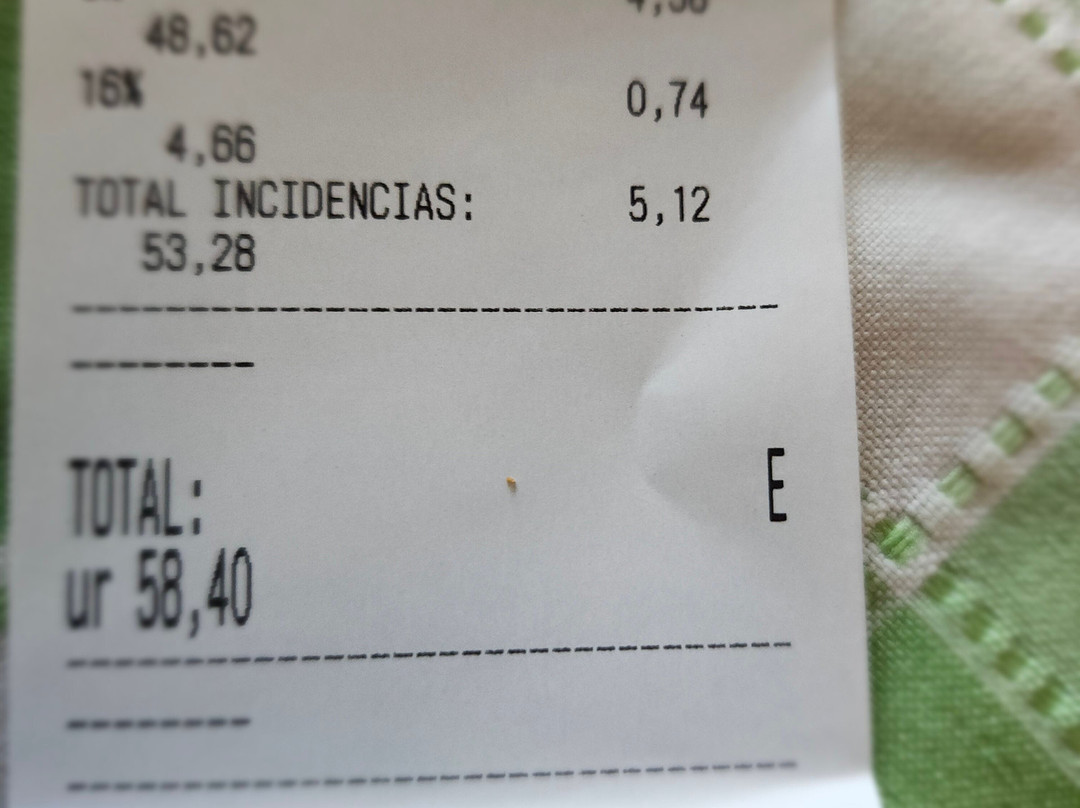 48,62
16% 0,74
4,66
TOTAL INCIDENCIAS: 5,12
53,28
TOTAL: E
ur 58,40